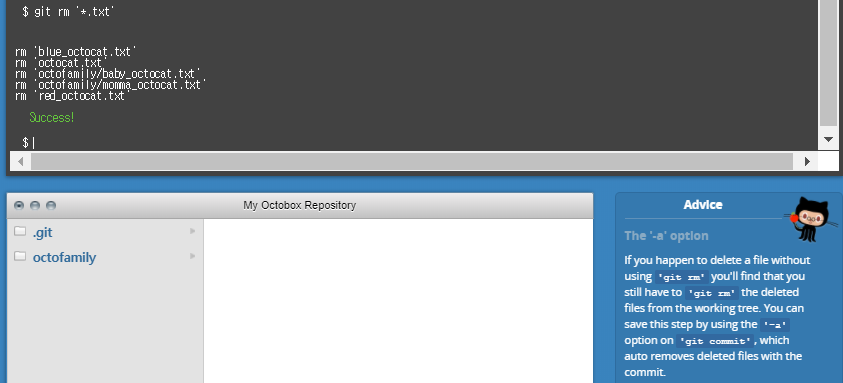 $ git rm '*.txt'
rm 'blue_octocat.txt'
rm 'octocat.txt'
rm 'octofamily/baby_octocat.txt'
rm 'octofamily/momma_octocat.txt'
rm 'red_octocat.txt'
Success!
$
My Octobox Repository
.git
octofamily
Advice
The '-a' option
If you happen to delete a file without
using 'git rm' you'll find that you
still have to 'git rm' the deleted
files from the working tree. You can
save this step by using the '-a'
option on 'git commit', which
auto removes deleted files with the
commit.